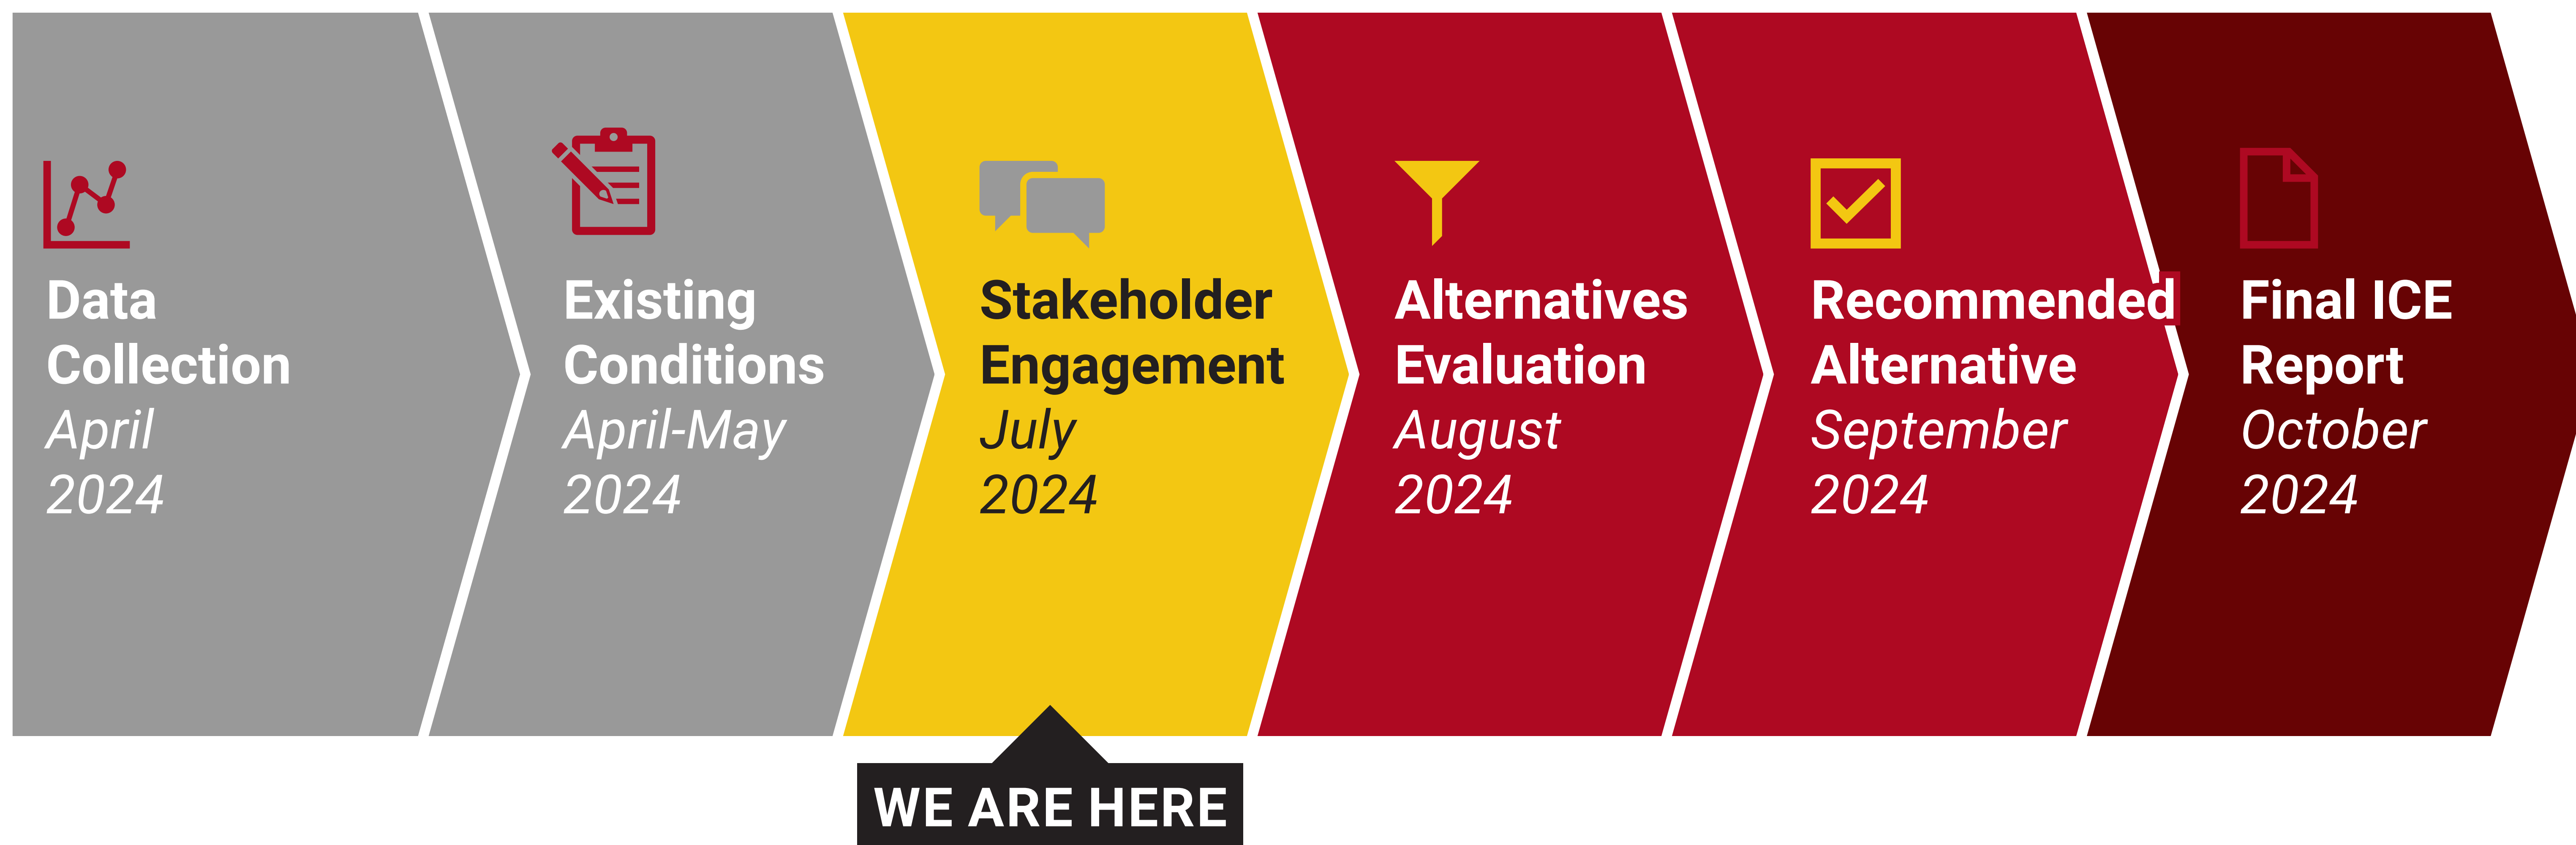 Data
Collection
April
2024
Existing
Conditions
April-May
2024
Stakeholder
Engagement
July
2024
Alternatives
Evaluation
August
2024
Recommended
Alternative
September
2024
Final ICE
Report
October
2024
WE ARE HERE